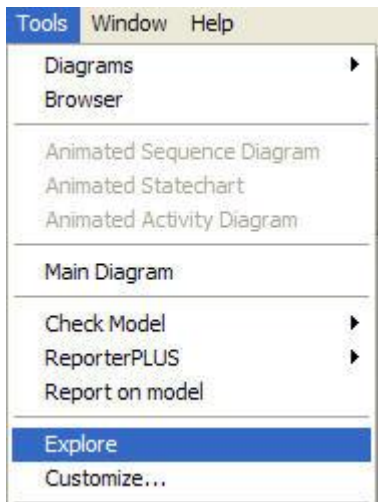 Tools Window Help
Diagrams
Browser
Animated Sequence Diagram
Animated Statechart
Animated Activity Diagram
Main Diagram
Check Model
ReporterPLUS
Report on model
Explore
Customize...